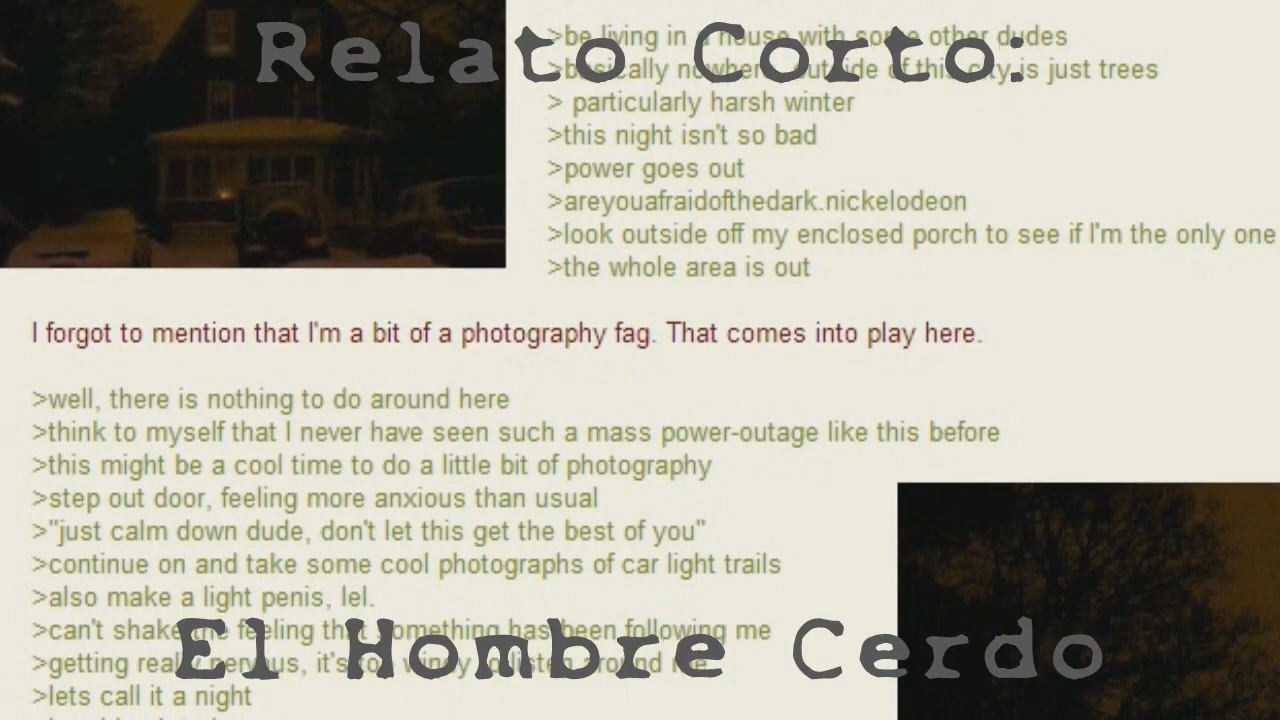 Relato Corto:
>be living in a house with some other dudes
>basically nowhere, outside of this city is just trees
> particularly harsh winter
>this night isn't so bad
>power goes out
>areyouafraidofthedark.nickelodeon
>look outside off my enclosed porch to see if I'm the only one
>the whole area is out
I forgot to mention that I'm a bit of a photography fag. That comes into play here.
>well, there is nothing to do around here
>think to myself that I never have seen such a mass power-outage like this before
>this might be a cool time to do a little bit of photography
>step out door, feeling more anxious than usual
>"just calm down dude, don't let this get the best of you"
>continue on and take some cool photographs of car light trails
>also make a light penis, lel.
>can't shake the feeling that something has been following me
>getting really nervous, it's too windy to listen around me
>lets call it a night
El Hombre Cerdo